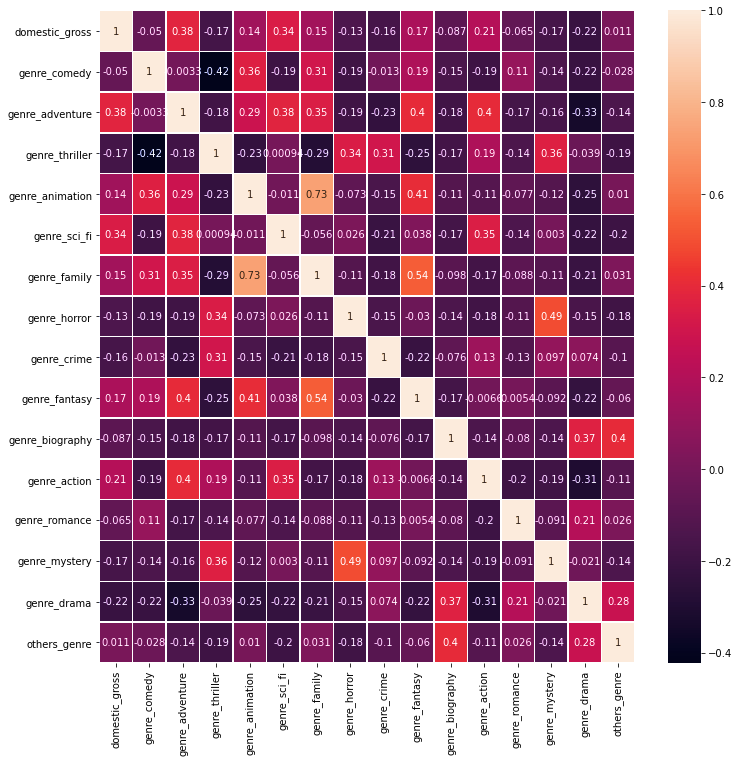 domestic_gross 1 -0.05 0.38 -0.17 0.14 0.34 0.15 -0.13 -0.16 0.17 -0.087 0.21 -0.065 -0.17 -0.22 0.011
genre_comedy -0.05 1 -0.0033 -0.42 0.36 -0.19 0.31 -0.19 -0.013 0.19 -0.15 -0.19 0.11 -0.14 -0.22 -0.028
genre_adventure 0.38 -0.0033 1 -0.18 0.29 0.38 0.35 -0.19 -0.23 0.4 -0.18 0.4 -0.17 -0.16 -0.33 -0.14
genre_thriller -0.17 -0.42 -0.18 1 -0.23 0.00094 -0.29 0.34 0.31 -0.25 -0.17 0.19 -0.14 0.36 -0.039 -0.19
genre_animation 0.14 0.36 0.29 -0.23 1 -0.011 0.73 -0.073 -0.15 0.41 -0.11 -0.11 -0.077 -0.12 -0.25 0.01
genre_sci_fi 0.34 -0.19 0.38 0.00094 -0.011 1 -0.056 0.026 -0.21 0.038 -0.17 0.35 -0.14 0.003 -0.22 -0.2
genre_family 0.15 0.31 0.35 -0.29 0.73 -0.056 1 -0.11 -0.18 0.54 -0.098 -0.17 -0.088 -0.11 -0.21 0.031
genre_horror -0.13 -0.19 -0.19 0.34 -0.073 0.026 -0.11 1 -0.15 -0.03 -0.14 -0.18 -0.11 0.49 -0.15 -0.18
genre_crime -0.16 -0.013 -0.23 0.31 -0.15 -0.21 -0.18 -0.15 1 -0.22 -0.076 0.13 -0.13 0.097 0.074 -0.1
genre_fantasy 0.17 0.19 0.4 -0.25 0.41 0.038 0.54 -0.03 -0.22 1 -0.17 -0.0066 0.0054 -0.092 -0.22 -0.06
genre_biography -0.087 -0.15 -0.18 -0.17 -0.11 -0.17 -0.098 -0.14 -0.076 -0.17 1 -0.14 -0.08 -0.14 0.37 0.4
genre_action 0.21 -0.19 0.4 0.19 -0.11 0.35 -0.17 -0.18 0.13 -0.0066 -0.14 1 -0.2 -0.19 -0.31 -0.11
genre_romance -0.065 0.11 -0.17 -0.14 -0.077 -0.14 -0.088 -0.11 -0.13 0.0054 -0.08 -0.2 1 -0.091 0.21 0.026
genre_mystery -0.17 -0.14 -0.16 0.36 -0.12 0.003 -0.11 0.49 0.097 -0.092 -0.14 -0.19 -0.091 1 -0.021 -0.14
genre_drama -0.22 -0.22 -0.33 -0.039 -0.25 -0.22 -0.21 -0.15 0.074 -0.22 0.37 -0.31 0.21 -0.021 1 0.28
others_genre 0.011 -0.028 -0.14 -0.19 0.01 -0.2 0.031 -0.18 -0.1 -0.06 0.4 -0.11 0.026 -0.14 0.28 1
domestic_gross
genre_comedy
genre_adventure
genre_thriller
genre_animation
genre_sci_fi
genre_family
genre_horror
genre_crime
genre_fantasy
genre_biography
genre_action
genre_romance
genre_mystery
genre_drama
others_genre
1.0
0.8
0.6
0.4
0.2
0.0
−0.2
−0.4